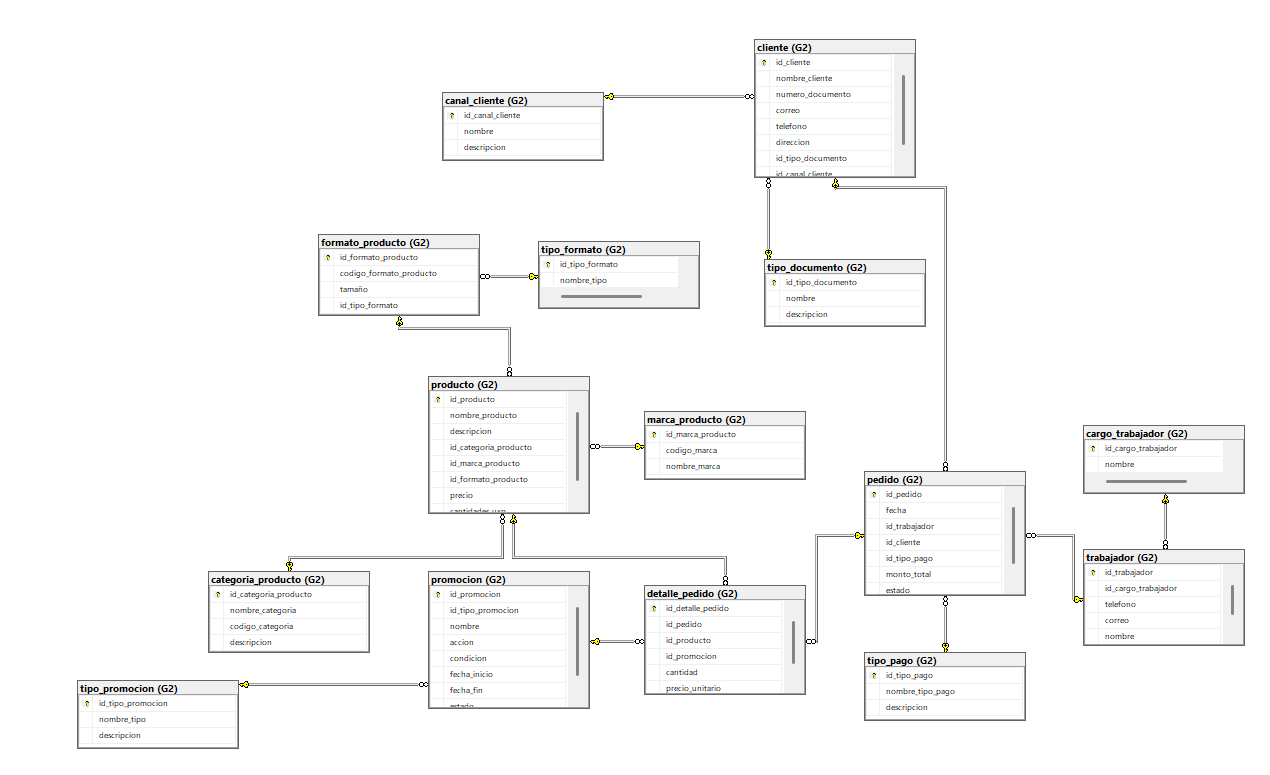 cliente (G2)
id_cliente
nombre_cliente
numero_documento
correo
telefono
direccion
id_tipo_documento
id_canal_cliente
canal_cliente (G2)
id_canal_cliente
nombre
descripcion
formato_producto (G2)
id_formato_producto
codigo_formato_producto
tamaño
id_tipo_formato
tipo_formato (G2)
id_tipo_formato
nombre_tipo
tipo_documento (G2)
id_tipo_documento
nombre
descripcion
producto (G2)
id_producto
nombre_producto
descripcion
id_categoria_producto
id_marca_producto
id_formato_producto
precio
cantidades_uxp
marca_producto (G2)
id_marca_producto
codigo_marca
nombre_marca
cargo_trabajador (G2)
id_cargo_trabajador
nombre
pedido (G2)
id_pedido
fecha
id_trabajador
id_cliente
id_tipo_pago
monto_total
estado
trabajador (G2)
id_trabajador
id_cargo_trabajador
telefono
correo
nombre
categoria_producto (G2)
id_categoria_producto
nombre_categoria
codigo_categoria
descripcion
promocion (G2)
id_promocion
id_tipo_promocion
nombre
accion
condicion
fecha_inicio
fecha_fin
estado
detalle_pedido (G2)
id_detalle_pedido
id_pedido
id_producto
id_promocion
cantidad
precio_unitario
tipo_pago (G2)
id_tipo_pago
nombre_tipo_pago
descripcion
tipo_promocion (G2)
id_tipo_promocion
nombre_tipo
descripcion